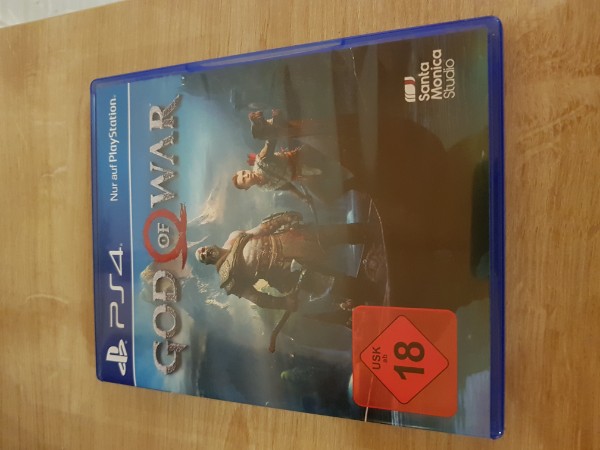 PS4
Nur auf PlayStation.
GOD OF WAR
USK
ab
18
Santa
Monica
Studio